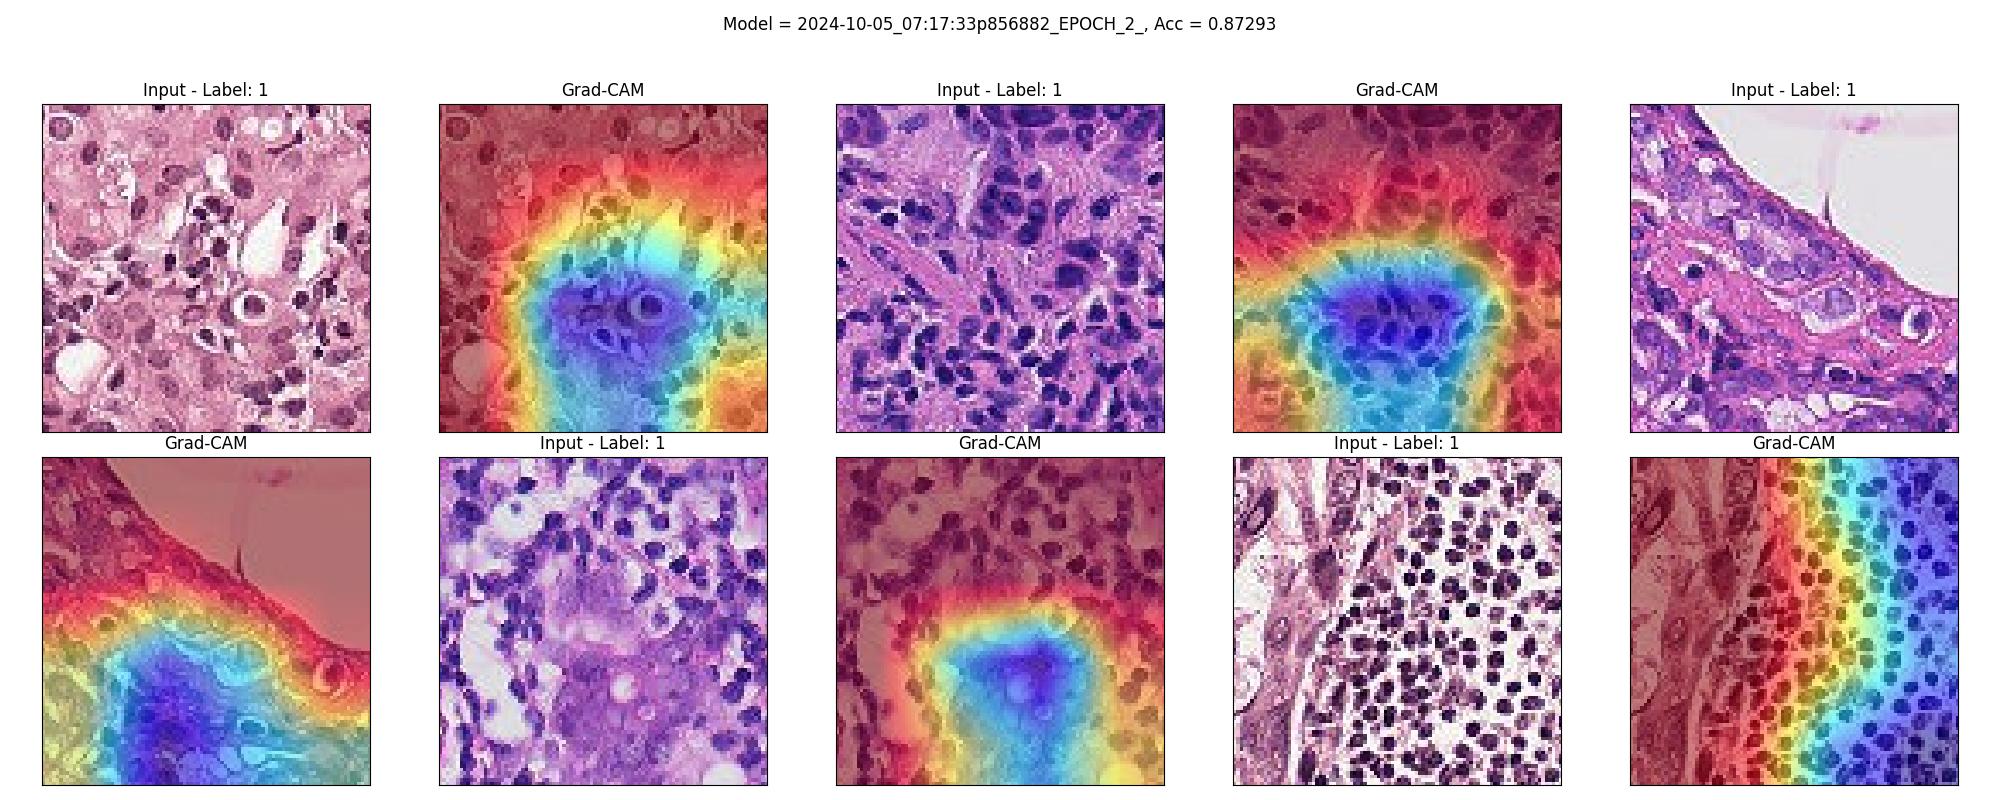 Model = 2024-10-05_07:17:33p856882_EPOCH_2_, Acc = 0.87293
Input - Label: 1
Grad-CAM
Input - Label: 1
Grad-CAM
Input - Label: 1
Grad-CAM
Input - Label: 1
Grad-CAM
Input - Label: 1
Grad-CAM